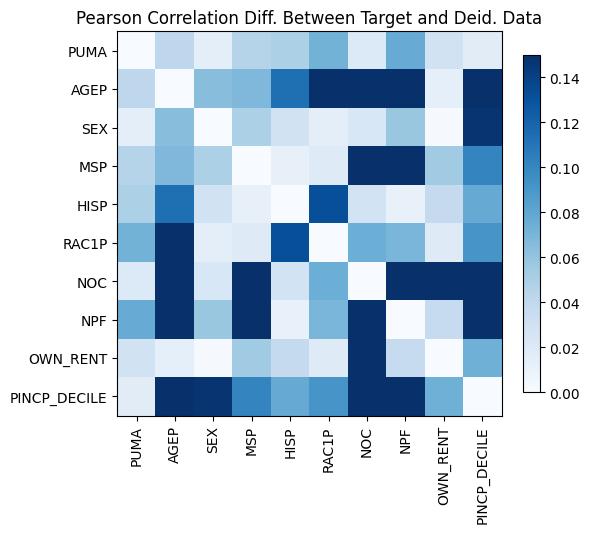 Pearson Correlation Diff. Between Target and Deid. Data
PUMA
AGEP
SEX
MSP
HISP
RAC1P
NOC
NPF
OWN_RENT
PINCP_DECILE
PUMA
AGEP
SEX
MSP
HISP
RAC1P
NOC
NPF
OWN_RENT
PINCP_DECILE
0.14
0.12
0.10
0.08
0.06
0.04
0.02
0.00